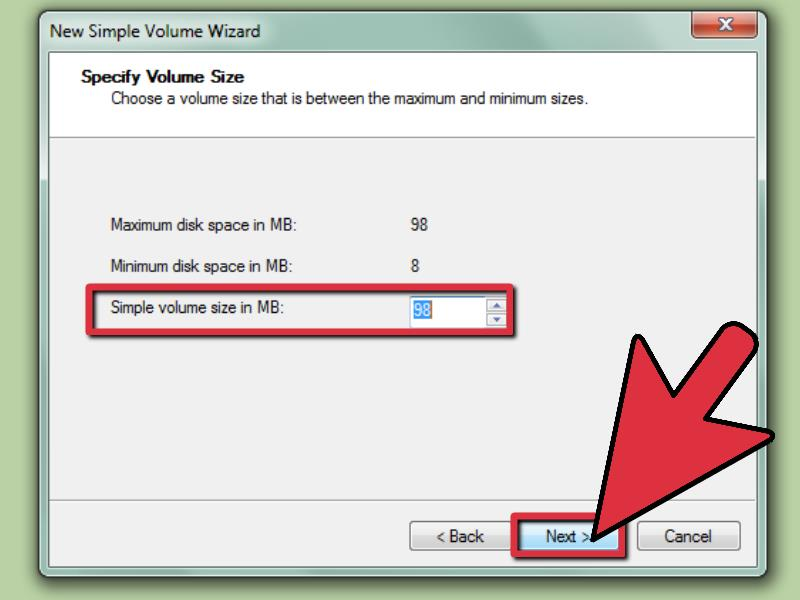 New Simple Volume Wizard
Specify Volume Size
Choose a volume size that is between the maximum and minimum sizes.
Maximum disk space in MB: 98
Minimum disk space in MB: 8
Simple volume size in MB: 98
< Back Next > Cancel